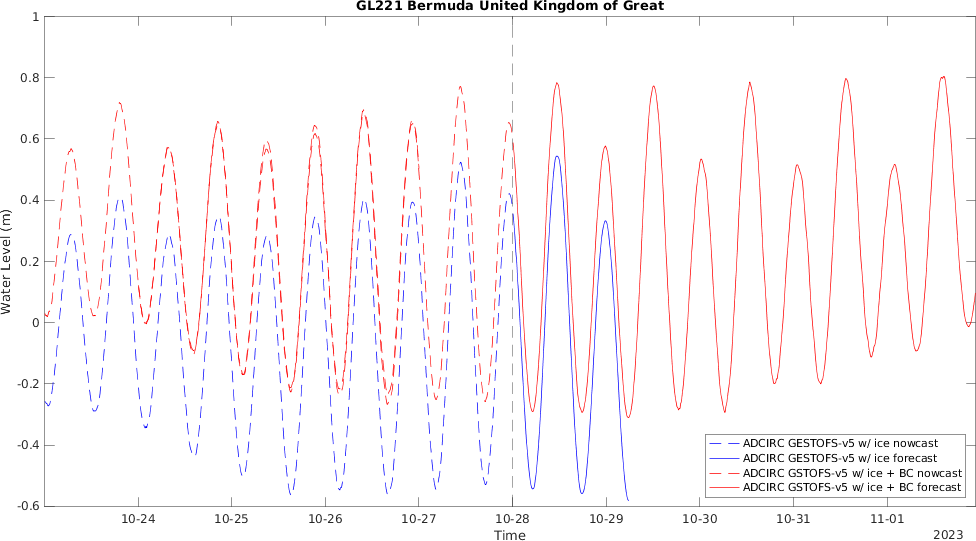 GL221 Bermuda United Kingdom of Great
1
0.8
0.6
0.4
0.2
0
-0.2
-0.4
-0.6
Water Level (m)
10-24
10-25
10-26
10-27
10-28
10-29
10-30
10-31
11-01
Time
2023
ADCIRC GESTOFS-v5 w/ ice nowcast
ADCIRC GESTOFS-v5 w/ ice forecast
ADCIRC GSTOFS-v5 w/ ice + BC nowcast
ADCIRC GSTOFS-v5 w/ ice + BC forecast